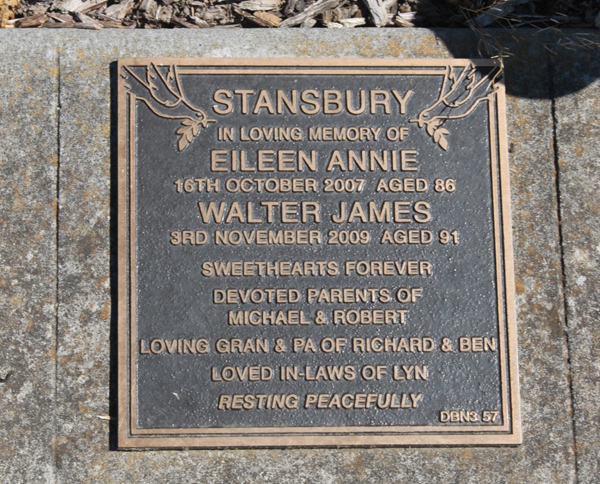 STANSBURY
IN LOVING MEMORY OF
EILEEN ANNIE
16TH OCTOBER 2007 AGED 86
WALTER JAMES
3RD NOVEMBER 2009 AGED 91
SWEETHEARTS FOREVER
DEVOTED PARENTS OF
MICHAEL & ROBERT
LOVING GRAN & PA OF RICHARD & BEN
LOVED IN-LAWS OF LYN
RESTING PEACEFULLY
DBN3 57